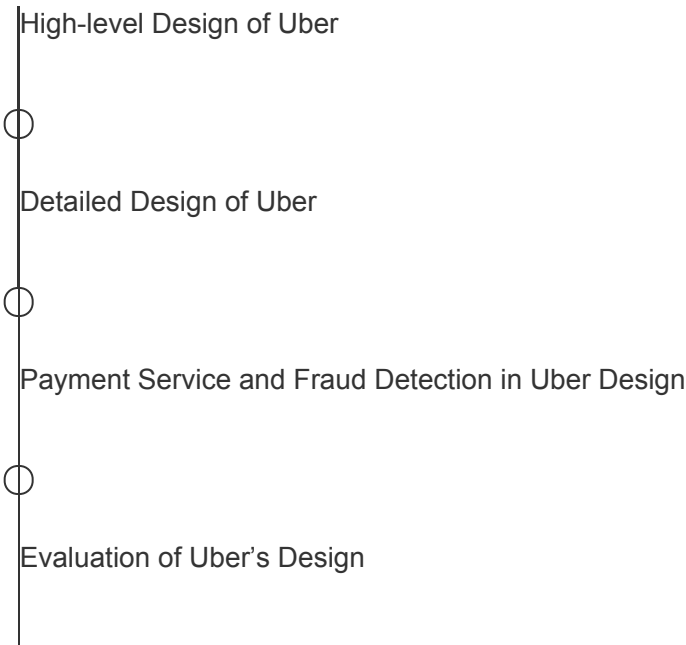 High-level Design of Uber
Detailed Design of Uber
Payment Service and Fraud Detection in Uber Design
Evaluation of Uber’s Design